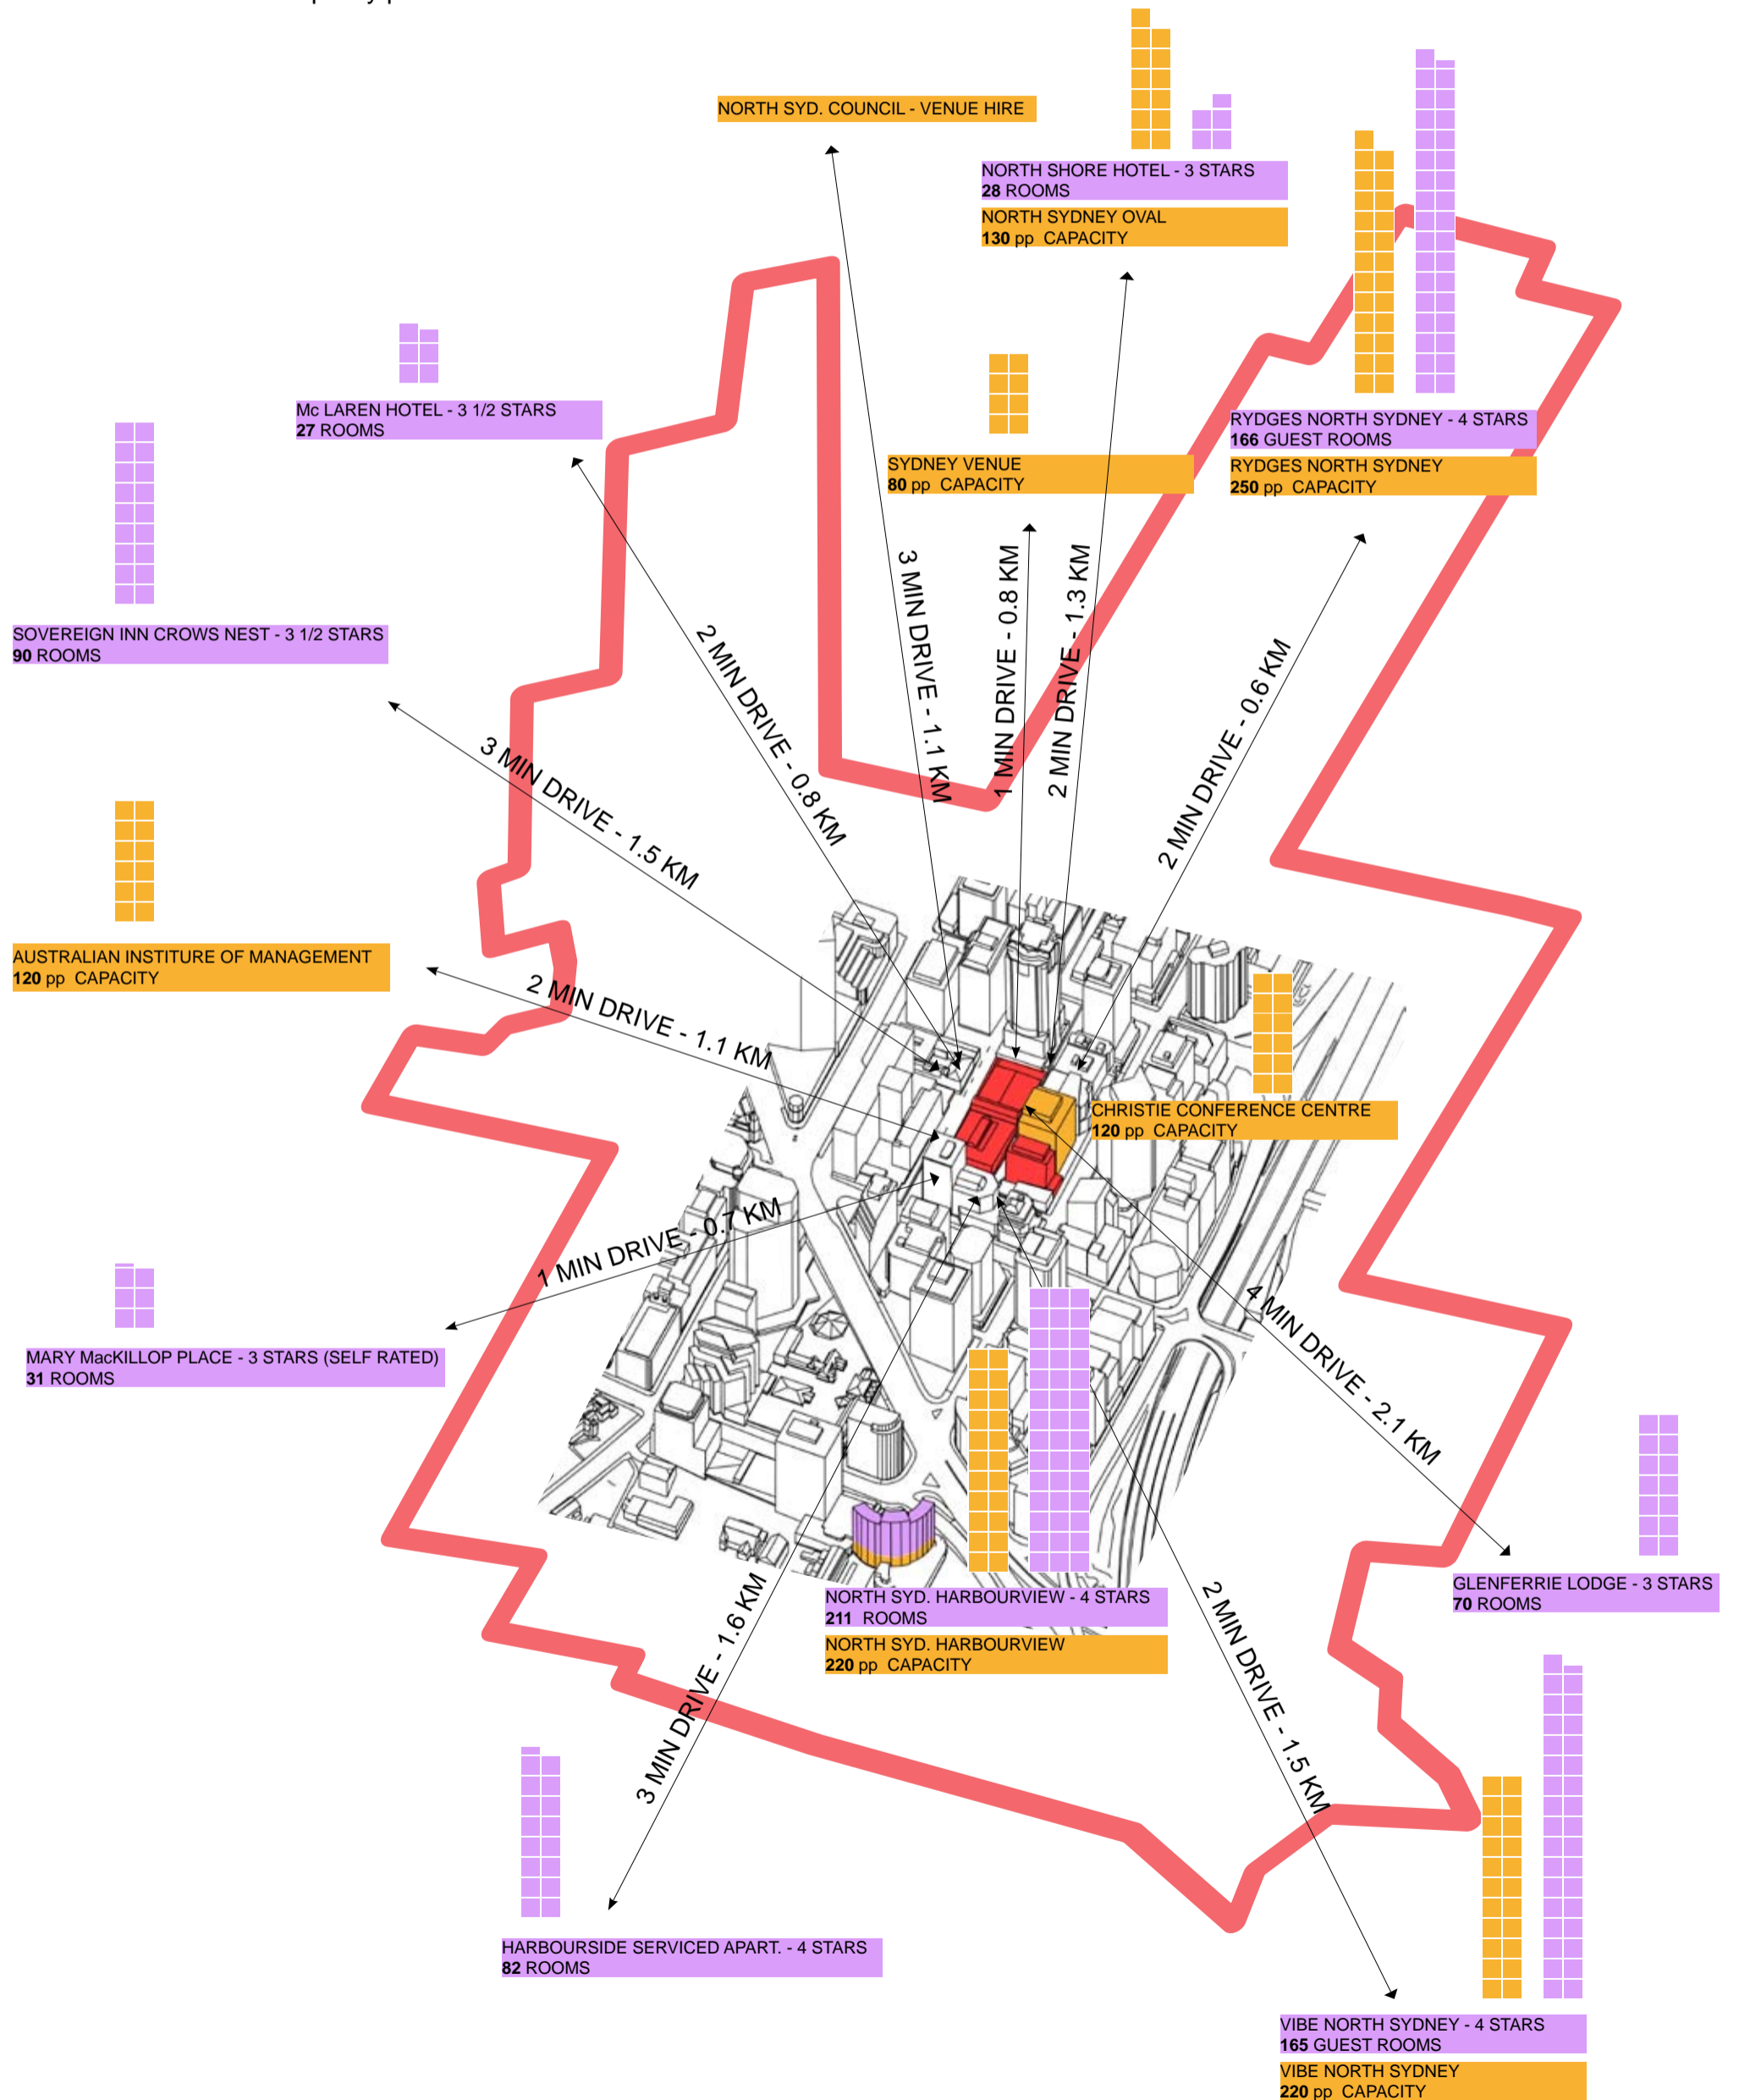 NORTH SYD. COUNCIL - VENUE HIRE
NORTH SHORE HOTEL - 3 STARS
28 ROOMS
NORTH SYDNEY OVAL
130 pp CAPACITY
Mc LAREN HOTEL - 3 1/2 STARS
27 ROOMS
RYDGES NORTH SYDNEY - 4 STARS
166 GUEST ROOMS
RYDGES NORTH SYDNEY
250 pp CAPACITY
SYDNEY VENUE
80 pp CAPACITY
SOVEREIGN INN CROWS NEST - 3 1/2 STARS
90 ROOMS
3 MIN DRIVE - 1.5 KM
2 MIN DRIVE - 0.8 KM
3 MIN DRIVE - 1.1 KM
1 MIN DRIVE - 0.8 KM
2 MIN DRIVE - 1.3 KM
2 MIN DRIVE - 0.6 KM
AUSTRALIAN INSTITURE OF MANAGEMENT
120 pp CAPACITY
2 MIN DRIVE - 1.1 KM
CHRISTIE CONFERENCE CENTRE
120 pp CAPACITY
1 MIN DRIVE - 0.7 KM
MARY MacKILLOP PLACE - 3 STARS (SELF RATED)
31 ROOMS
4 MIN DRIVE - 2.1 KM
GLENFERRIE LODGE - 3 STARS
70 ROOMS
NORTH SYD. HARBOURVIEW - 4 STARS
211 ROOMS
NORTH SYD. HARBOURVIEW
220 pp CAPACITY
3 MIN DRIVE - 1.6 KM
2 MIN DRIVE - 1.5 KM
HARBOURSIDE SERVICED APART. - 4 STARS
82 ROOMS
VIBE NORTH SYDNEY - 4 STARS
165 GUEST ROOMS
VIBE NORTH SYDNEY
220 pp CAPACITY